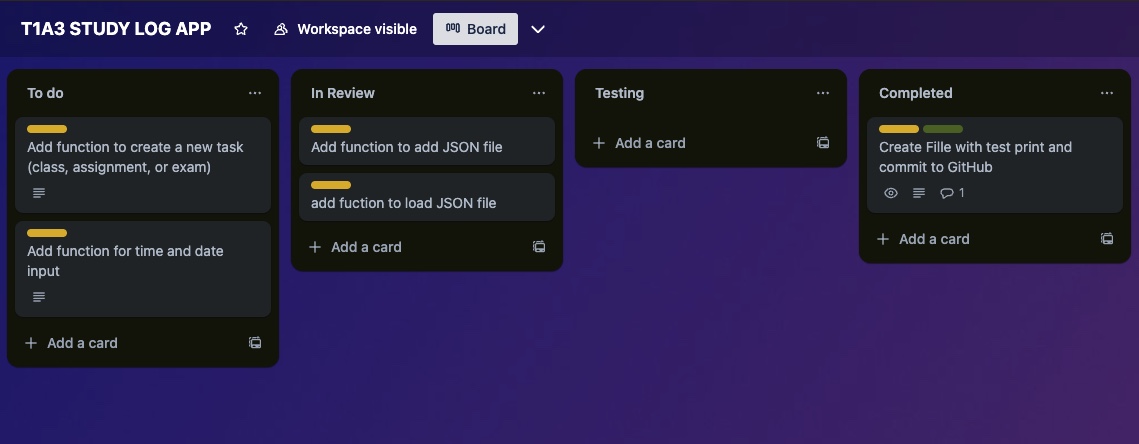 T1A3 STUDY LOG APP
Workspace visible
Board
To do
Add function to create a new task
(class, assignment, or exam)
Add function for time and date
input
Add a card
In Review
Add function to add JSON file
add fuction to load JSON file
Add a card
Testing
Add a card
Completed
Create Fille with test print and
commit to GitHub
1
Add a card